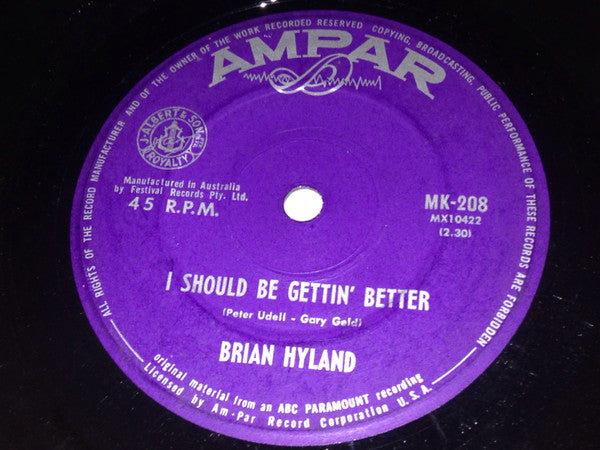 ALL RIGHTS OF THE RECORD MANUFACTURER AND OF THE OWNER OF THE WORK RECORDED RESERVED COPYING, BROADCASTING, PUBLIC PERFORMANCE OF THESE RECORDS ARE FORBIDDEN
AMPAR
J. ALBERT & SON PTY. LTD.
ROYALTY
Manufactured in Australia
by Festival Records Pty. Ltd.
45 R.P.M.
MK-208
MX10422
(2.30)
I SHOULD BE GETTIN' BETTER
(Peter Udell - Gary Geld)
BRIAN HYLAND
original material from an ABC PARAMOUNT recording
Licensed by Am-Par Record Corporation U.S.A.